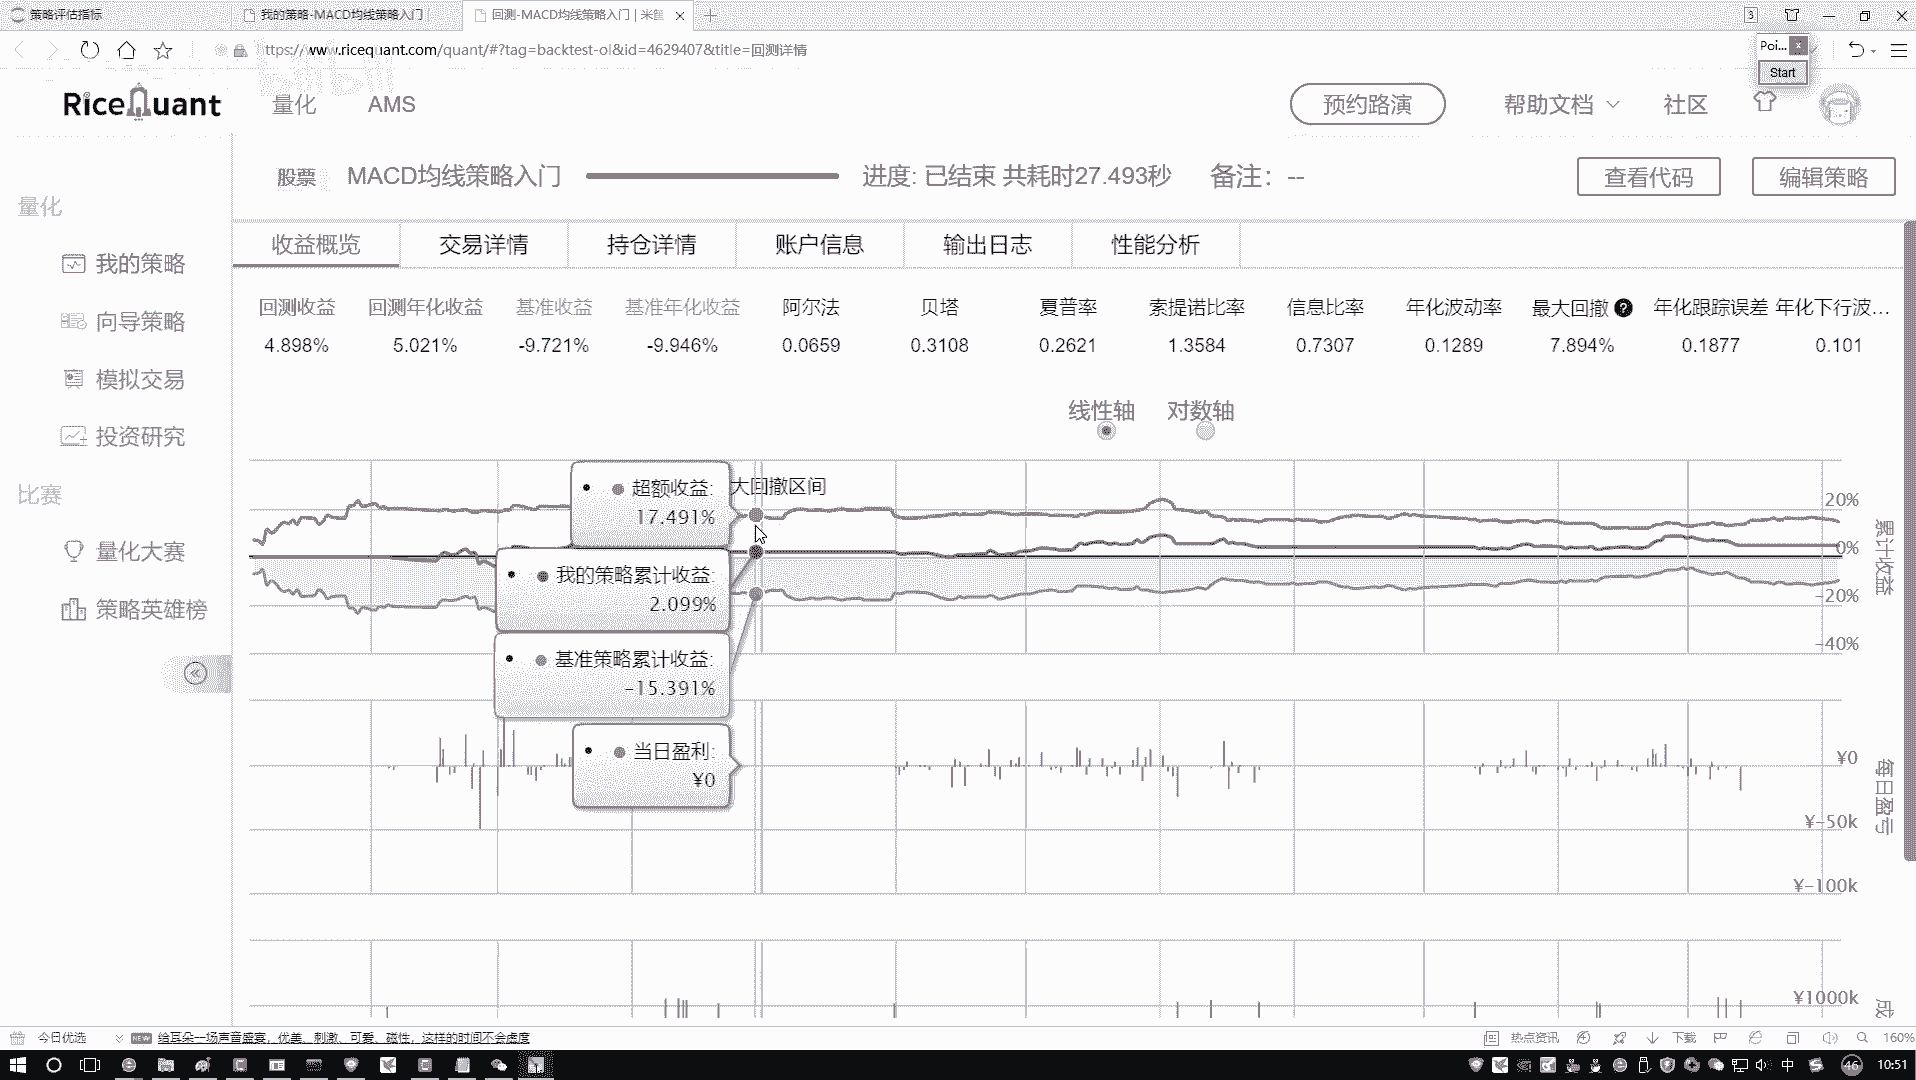 策略评估指标
我的策略-MACD均线策略入门 |
回测-MACD均线策略入门 | 米筐
3
https://www.ricequant.com/quant/#?tag=backtest-ol&id=4629407&title=回测详情
Poi...
Start
RiceQuant
量化
AMS
预约路演
帮助文档
社区
股票
MACD均线策略入门
进度: 已结束 共耗时27.493秒
备注: --
查看代码
编辑策略
量化
我的策略
向导策略
模拟交易
投资研究
比赛
量化大赛
策略英雄榜
收益概览
交易详情
持仓详情
账户信息
输出日志
性能分析
回测收益 回测年化收益 基准收益 基准年化收益 阿尔法 贝塔 夏普率 索提诺比率 信息比率 年化波动率 最大回撤 ? 年化跟踪误差 年化下行波...
4.898% 5.021% -9.721% -9.946% 0.0659 0.3108 0.2621 1.3584 0.7307 0.1289 7.894% 0.1877 0.101
线性轴 对数轴
大回撤区间
超额收益:
17.491%
我的策略累计收益:
2.099%
基准策略累计收益:
-15.391%
当日盈利:
¥0
20%
0%
-20%
-40%
累计收益
¥0
¥-50k
¥-100k
每日盈亏
¥1000k
成
今日优选
NEW
给耳朵一场声音盛宴，优美、刺激、可爱、磁性，这样的时间不会虚度
热点资讯
下载
160%
中
46
10:51